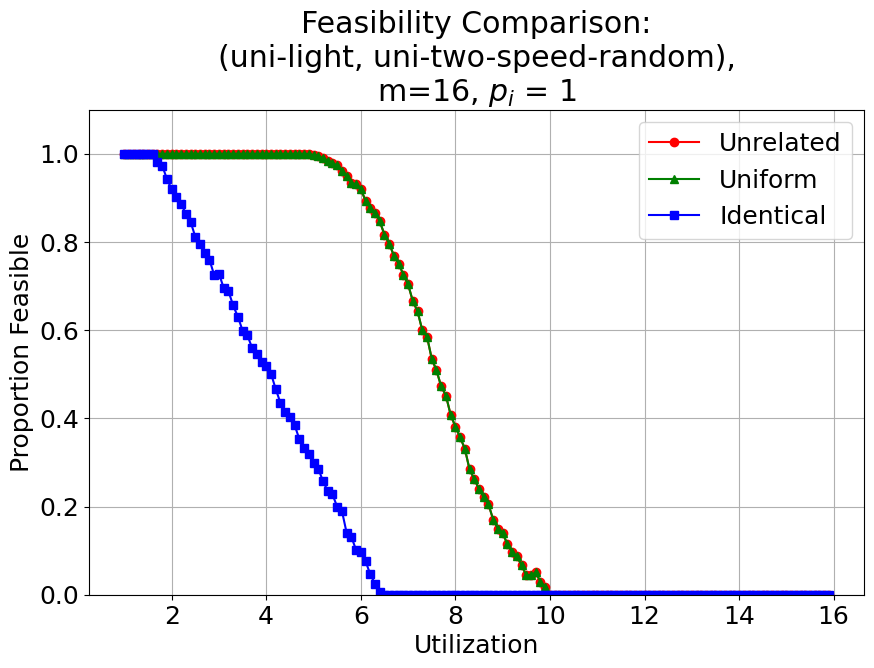 Feasibility Comparison:
(uni-light, uni-two-speed-random),
m=16, p_i = 1
Unrelated
Uniform
Identical
Proportion Feasible
1.0
0.8
0.6
0.4
0.2
0.0
2 4 6 8 10 12 14 16
Utilization